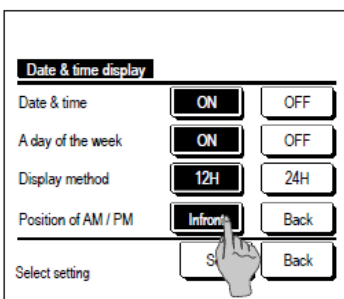 Date & time display
Date & time ON OFF
A day of the week ON OFF
Display method 12H 24H
Position of AM / PM Infront Back
Select setting Back